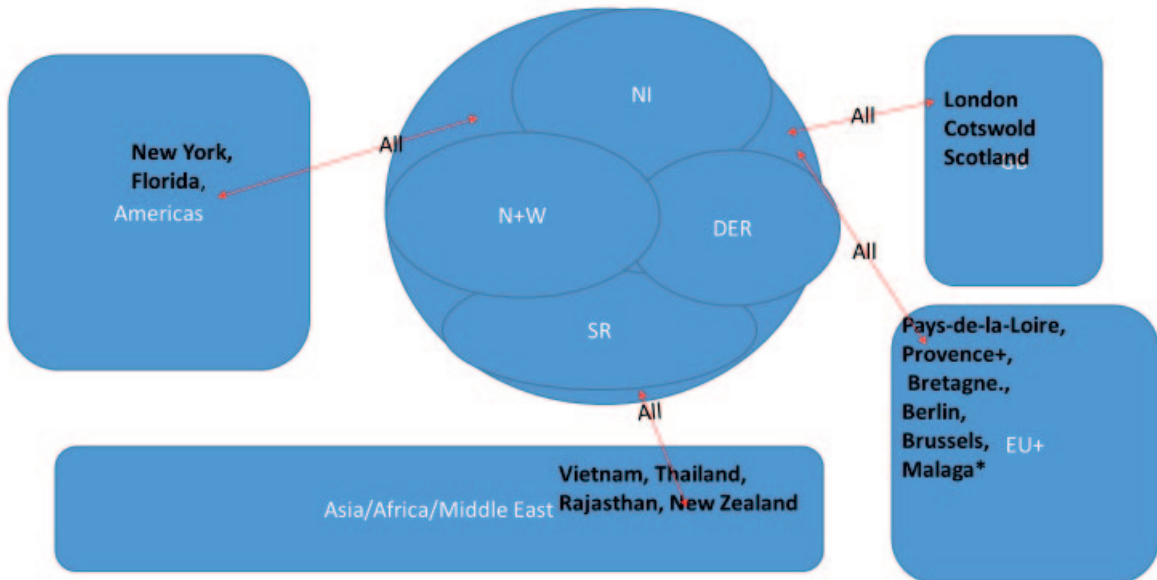 NI
All
All
London
Cotswold
Scotland
New York,
Florida,
Americas
N+W
DER
All
SR
Pays-de-la-Loire,
Provence+,
Bretagne.,
Berlin,
Brussels,
Malaga*
EU+
All
Vietnam, Thailand,
Rajasthan, New Zealand
Asia/Africa/Middle East